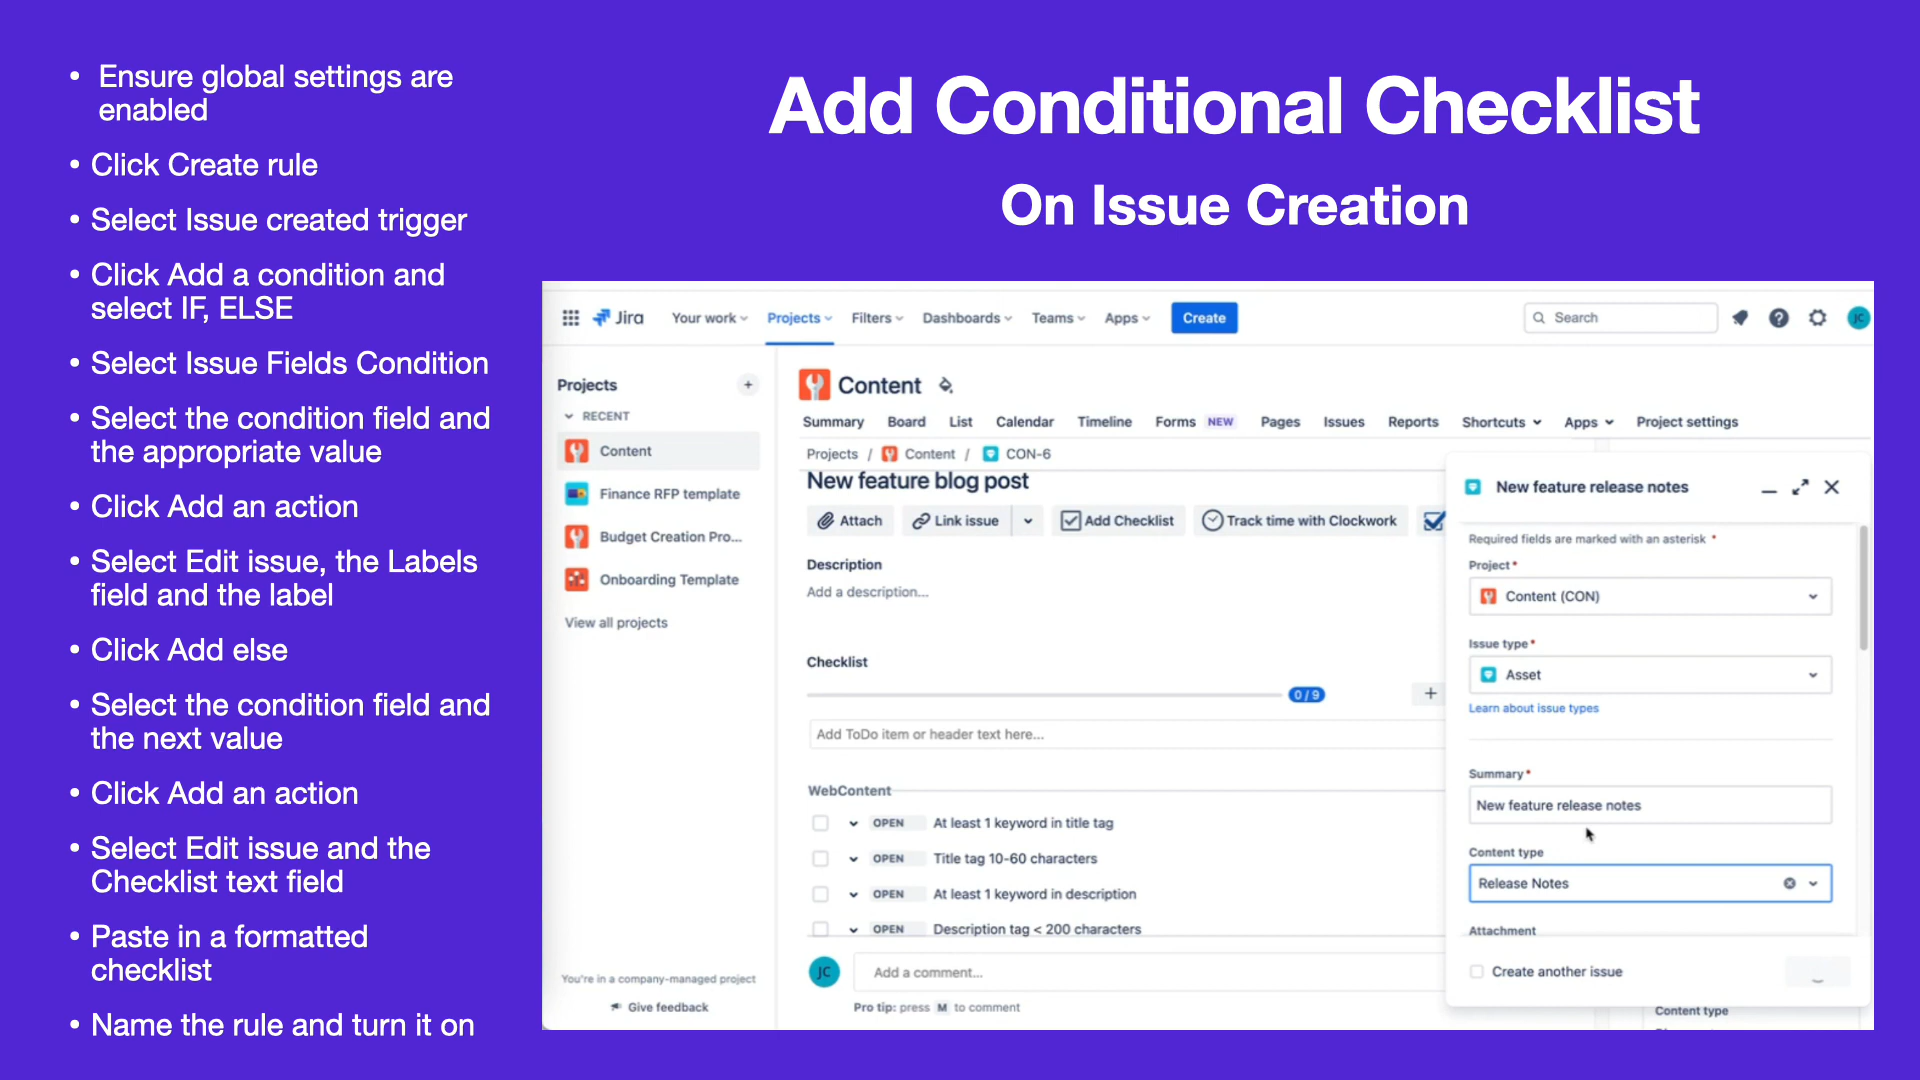 • Ensure global settings are
enabled
• Click Create rule
• Select Issue created trigger
• Click Add a condition and
select IF, ELSE
• Select Issue Fields Condition
• Select the condition field and
the appropriate value
• Click Add an action
• Select Edit issue, the Labels
field and the label
• Click Add else
• Select the condition field and
the next value
• Click Add an action
• Select Edit issue and the
Checklist text field
• Paste in a formatted
checklist
• Name the rule and turn it on
Add Conditional Checklist
On Issue Creation
Jira Your work Projects Filters Dashboards Teams Apps Create Search JC
Projects
RECENT
Content
Finance RFP template
Budget Creation Pro...
Onboarding Template
View all projects
You're in a company-managed project
Give feedback
Content
Summary Board List Calendar Timeline Forms NEW Pages Issues Reports Shortcuts Apps Project settings
Projects / Content / CON-6
New feature blog post
Attach Link issue Add Checklist Track time with Clockwork
Description
Add a description...
Checklist
0 / 9
Add ToDo item or header text here...
WebContent
OPEN At least 1 keyword in title tag
OPEN Title tag 10-60 characters
OPEN At least 1 keyword in description
OPEN Description tag < 200 characters
JC Add a comment...
Pro tip: press M to comment
New feature release notes
Required fields are marked with an asterisk *
Project *
Content (CON)
Issue type *
Asset
Learn about issue types
Summary *
New feature release notes
Content type
Release Notes
Attachment
Create another issue
Content type